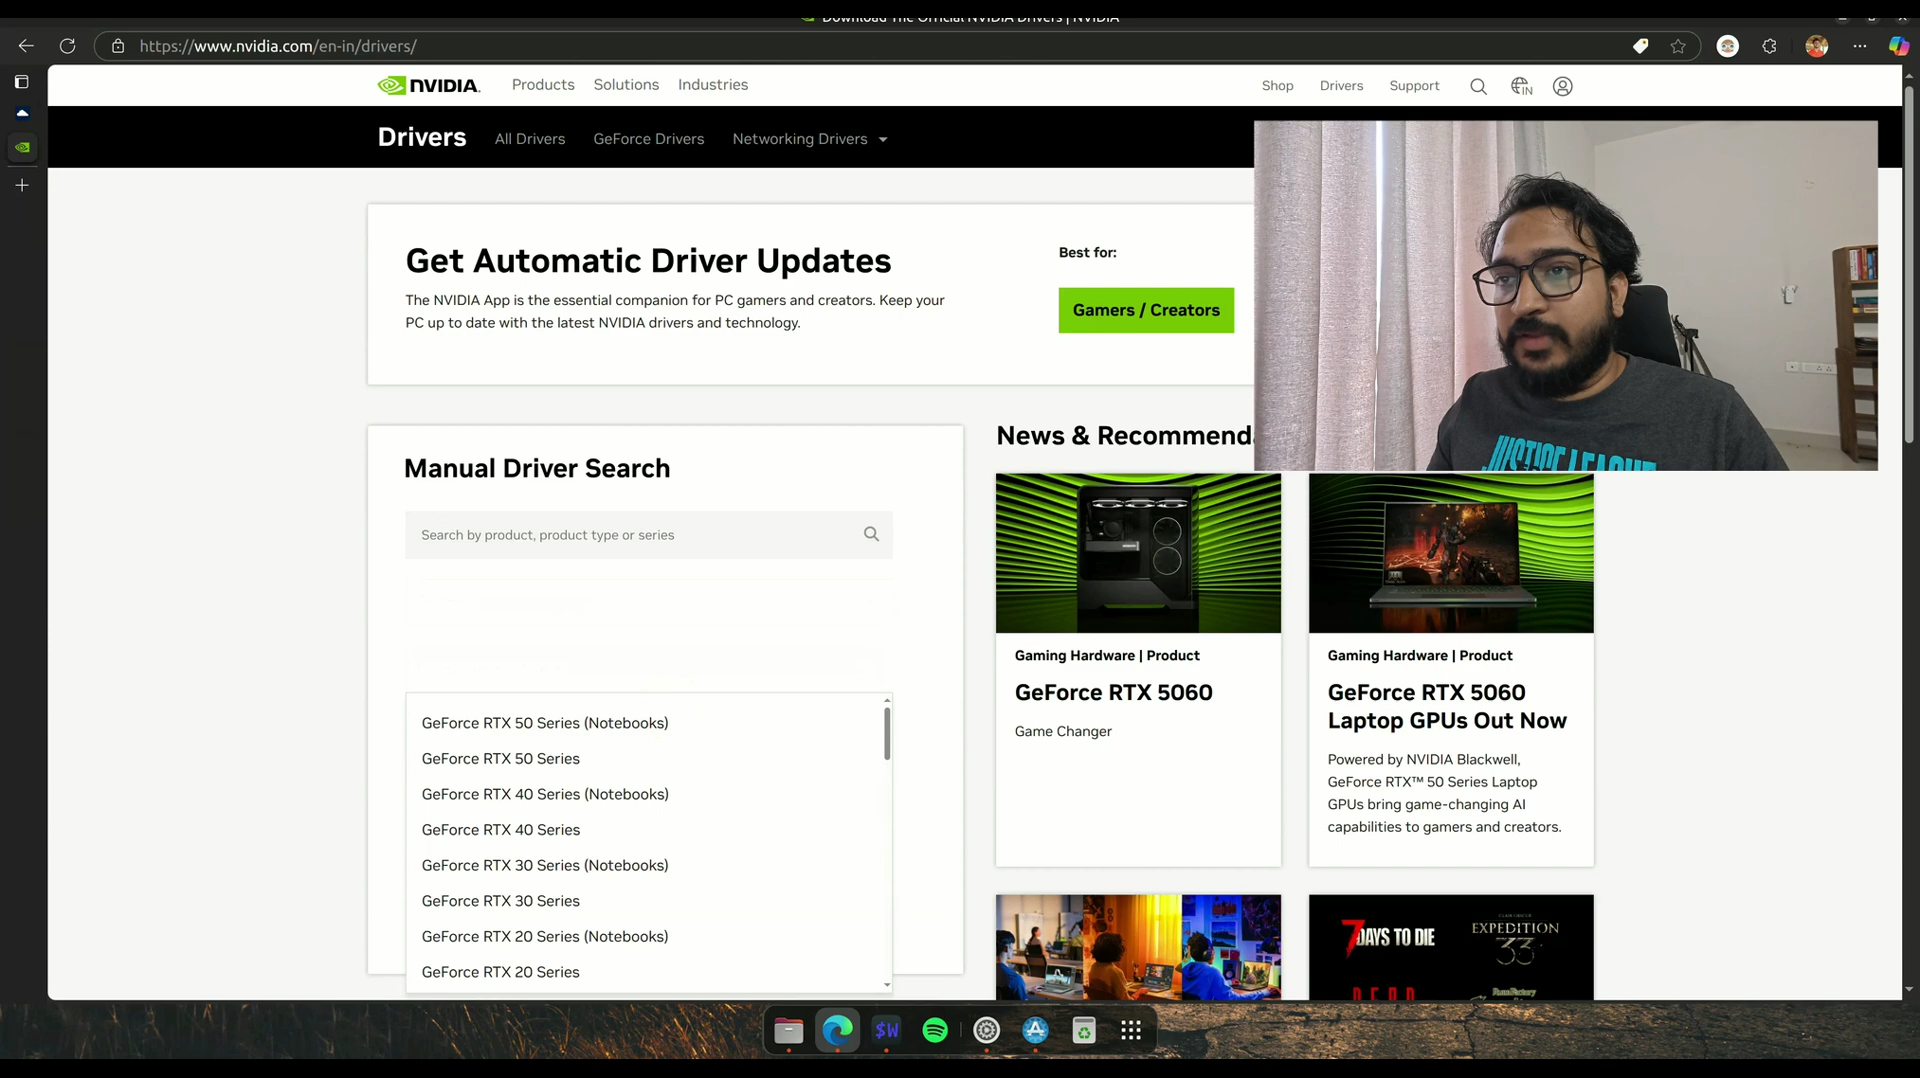 Download The Official NVIDIA Drivers | NVIDIA
https://www.nvidia.com/en-in/drivers/
NVIDIA.
Products
Solutions
Industries
Shop
Drivers
Support
IN
Drivers
All Drivers
GeForce Drivers
Networking Drivers
Get Automatic Driver Updates
The NVIDIA App is the essential companion for PC gamers and creators. Keep your
PC up to date with the latest NVIDIA drivers and technology.
Best for:
Gamers / Creators
JUSTICE LEAGUE
Manual Driver Search
Search by product, product type or series
GeForce RTX 50 Series (Notebooks)
GeForce RTX 50 Series
GeForce RTX 40 Series (Notebooks)
GeForce RTX 40 Series
GeForce RTX 30 Series (Notebooks)
GeForce RTX 30 Series
GeForce RTX 20 Series (Notebooks)
GeForce RTX 20 Series
News & Recommend
Gaming Hardware | Product
GeForce RTX 5060
Game Changer
Gaming Hardware | Product
GeForce RTX 5060
Laptop GPUs Out Now
Powered by NVIDIA Blackwell,
GeForce RTX™ 50 Series Laptop
GPUs bring game-changing AI
capabilities to gamers and creators.
7 DAYS TO DIE
EXPEDITION
33
$W